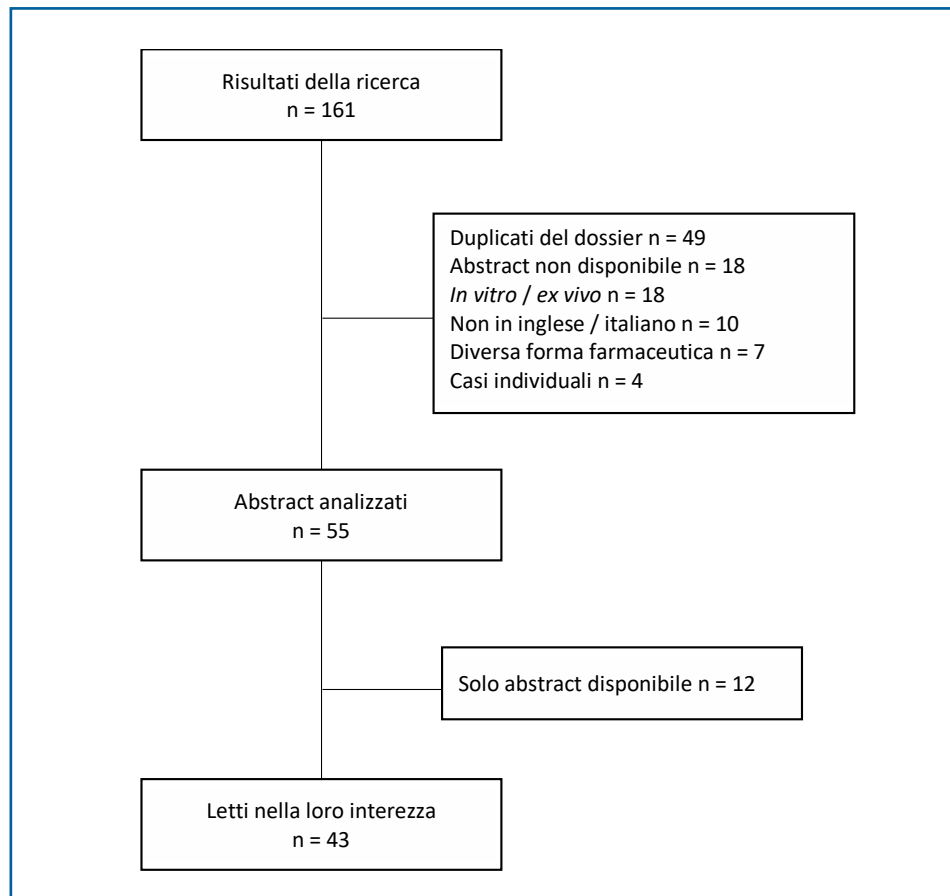 Risultati della ricerca
n = 161
Duplicati del dossier n = 49
Abstract non disponibile n = 18
In vitro / ex vivo n = 18
Non in inglese / italiano n = 10
Diversa forma farmaceutica n = 7
Casi individuali n = 4
Abstract analizzati
n = 55
Solo abstract disponibile n = 12
Letti nella loro interezza
n = 43